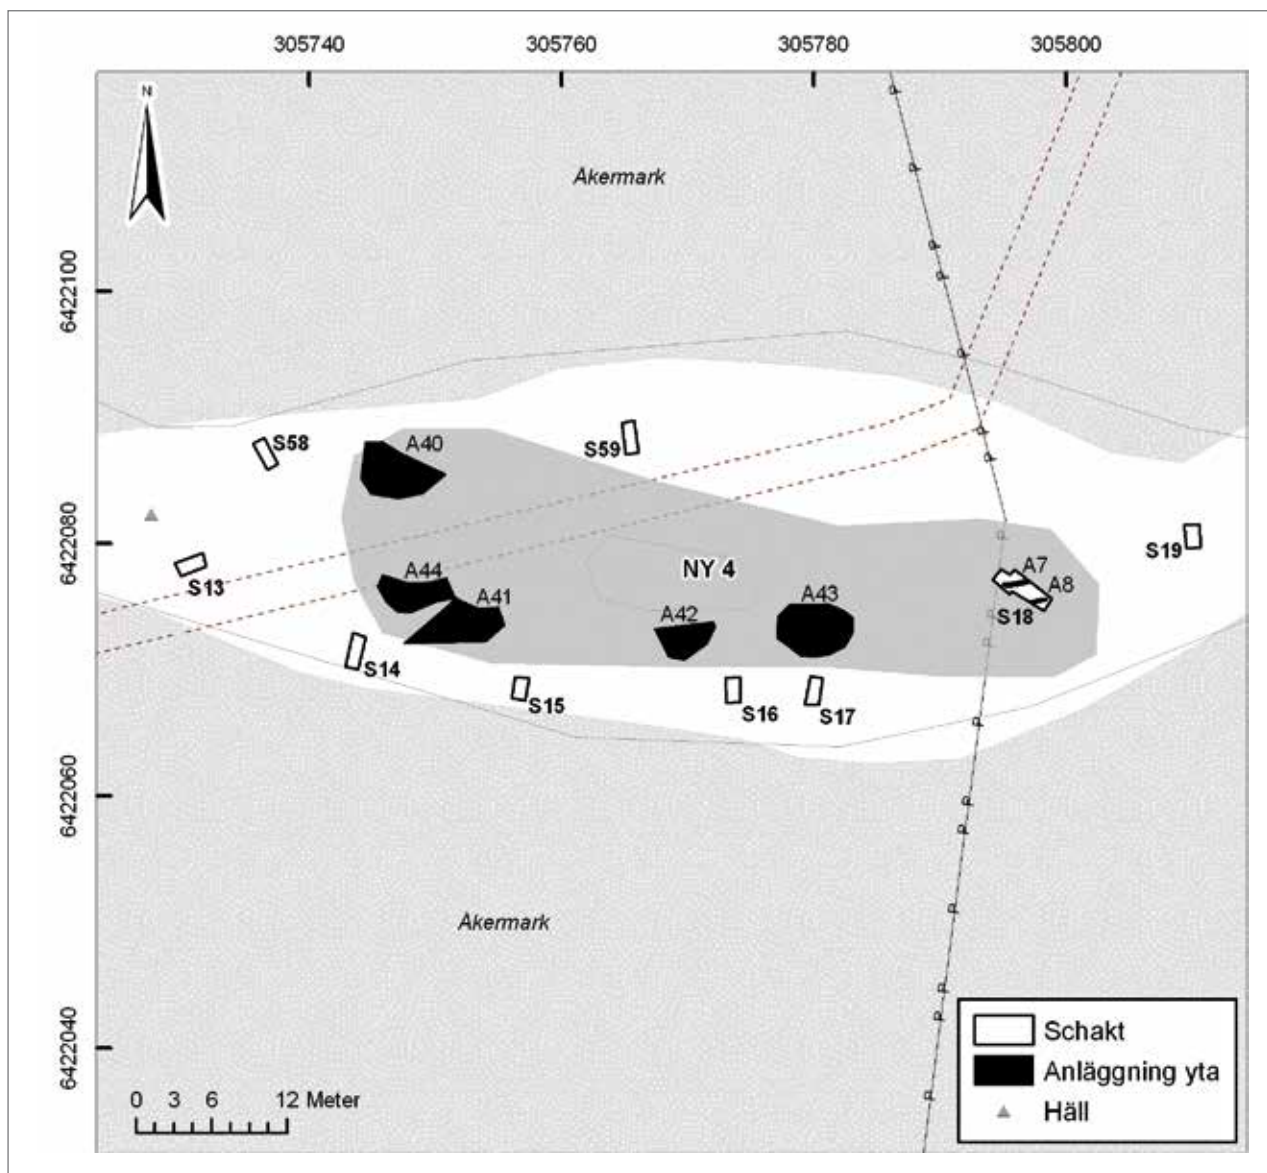 305740 305760 305780 305800
N
Åkermark
6422100
S58 A40 S59
6422080
S19
S13 A44 A41 NY 4 A7 A8
A42 A43 S18
S14 S15 S16 S17
6422060
Åkermark
6422040
Schakt
Anläggning yta
Häll
0 3 6 12 Meter